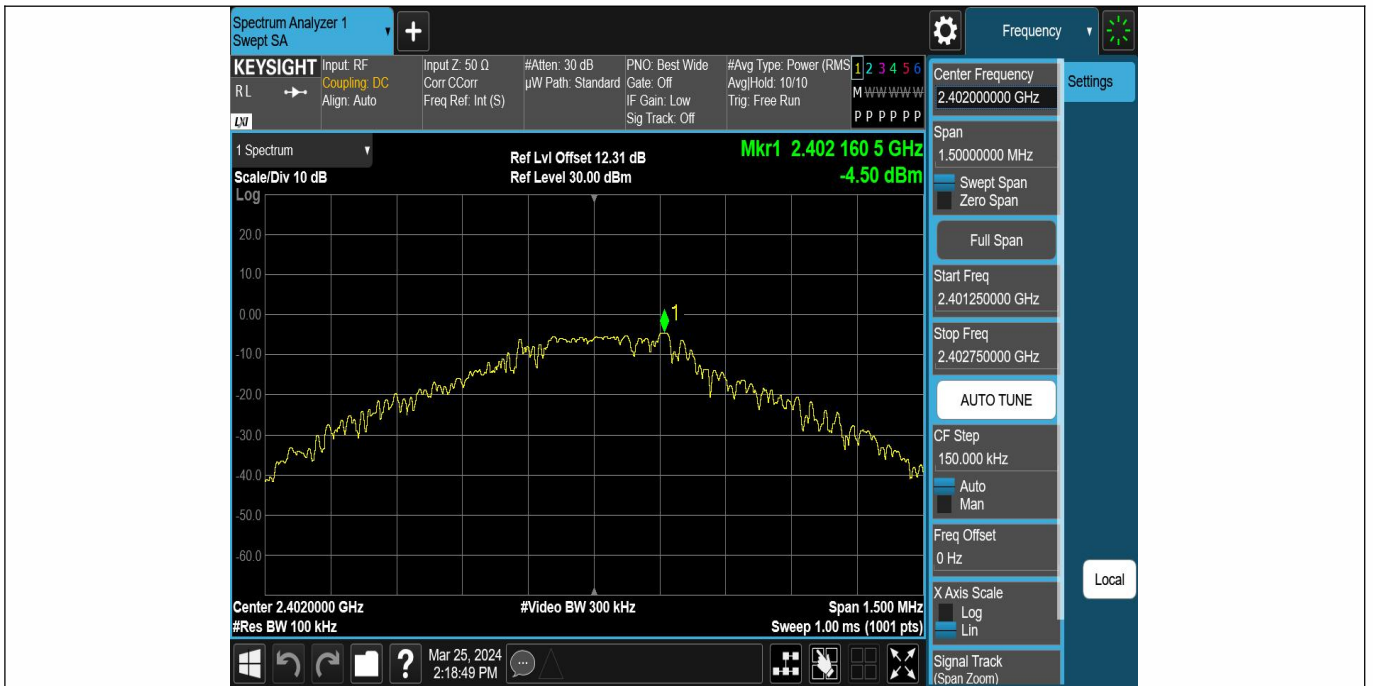 Spectrum Analyzer 1
Swept SA
+
Frequency
KEYSIGHT
RL
LXI
Input: RF
Coupling: DC
Align: Auto
Input Z: 50 Ω
Corr CCorr
Freq Ref: Int (S)
#Atten: 30 dB
µW Path: Standard
PNO: Best Wide
Gate: Off
IF Gain: Low
Sig Track: Off
#Avg Type: Power (RMS
Avg|Hold: 10/10
Trig: Free Run
1 2 3 4 5 6
M W W W W W
P P P P P P
1 Spectrum
Scale/Div 10 dB
Log
Ref Lvl Offset 12.31 dB
Ref Level 30.00 dBm
Mkr1 2.402 160 5 GHz
-4.50 dBm
20.0
10.0
0.00
-10.0
-20.0
-30.0
-40.0
-50.0
-60.0
1
Center 2.4020000 GHz
#Res BW 100 kHz
#Video BW 300 kHz
Span 1.500 MHz
Sweep 1.00 ms (1001 pts)
Center Frequency
2.402000000 GHz
Settings
Span
1.50000000 MHz
Swept Span
Zero Span
Full Span
Start Freq
2.401250000 GHz
Stop Freq
2.402750000 GHz
AUTO TUNE
CF Step
150.000 kHz
Auto
Man
Freq Offset
0 Hz
X Axis Scale
Log
Lin
Local
Signal Track
(Span Zoom)
?
Mar 25, 2024
2:18:49 PM